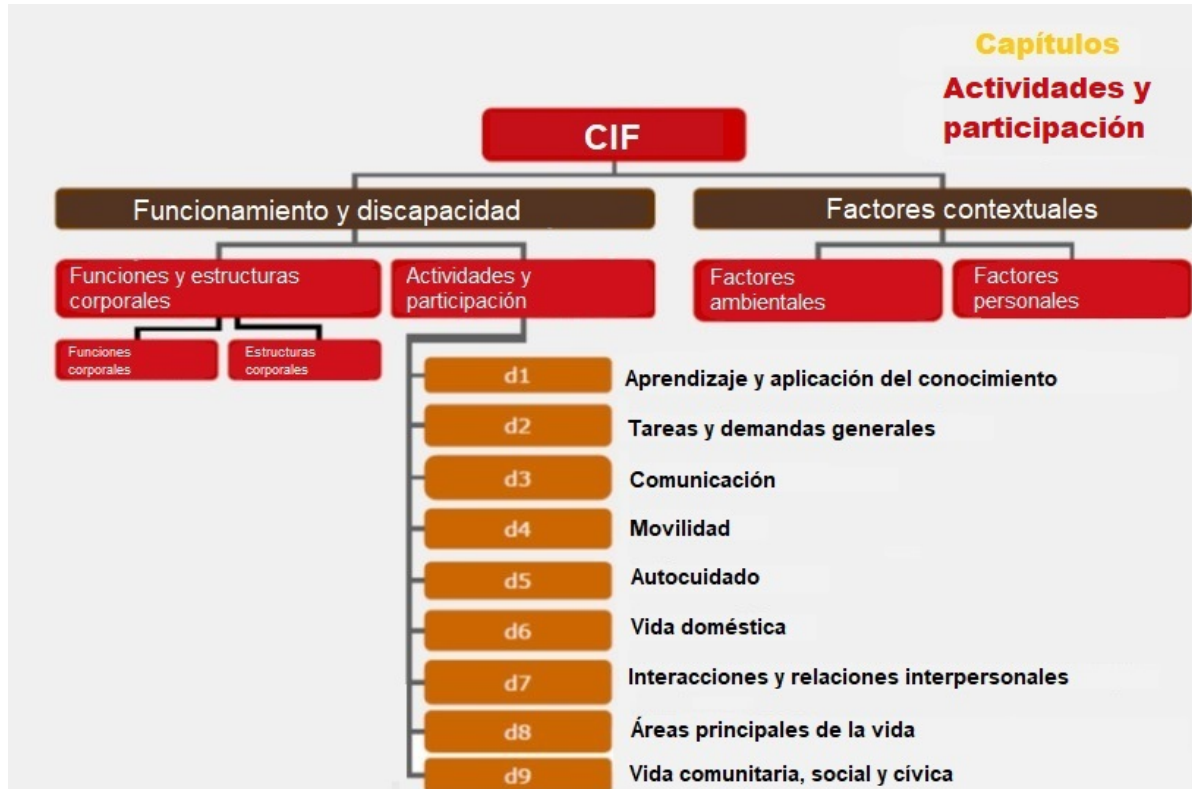 Capítulos
Actividades y
participación
CIF
Funcionamiento y discapacidad
Factores contextuales
Funciones y estructuras
corporales
Actividades y
participación
Factores
ambientales
Factores
personales
Funciones
corporales
Estructuras
corporales
d1 Aprendizaje y aplicación del conocimiento
d2 Tareas y demandas generales
d3 Comunicación
d4 Movilidad
d5 Autocuidado
d6 Vida doméstica
d7 Interacciones y relaciones interpersonales
d8 Áreas principales de la vida
d9 Vida comunitaria, social y cívica